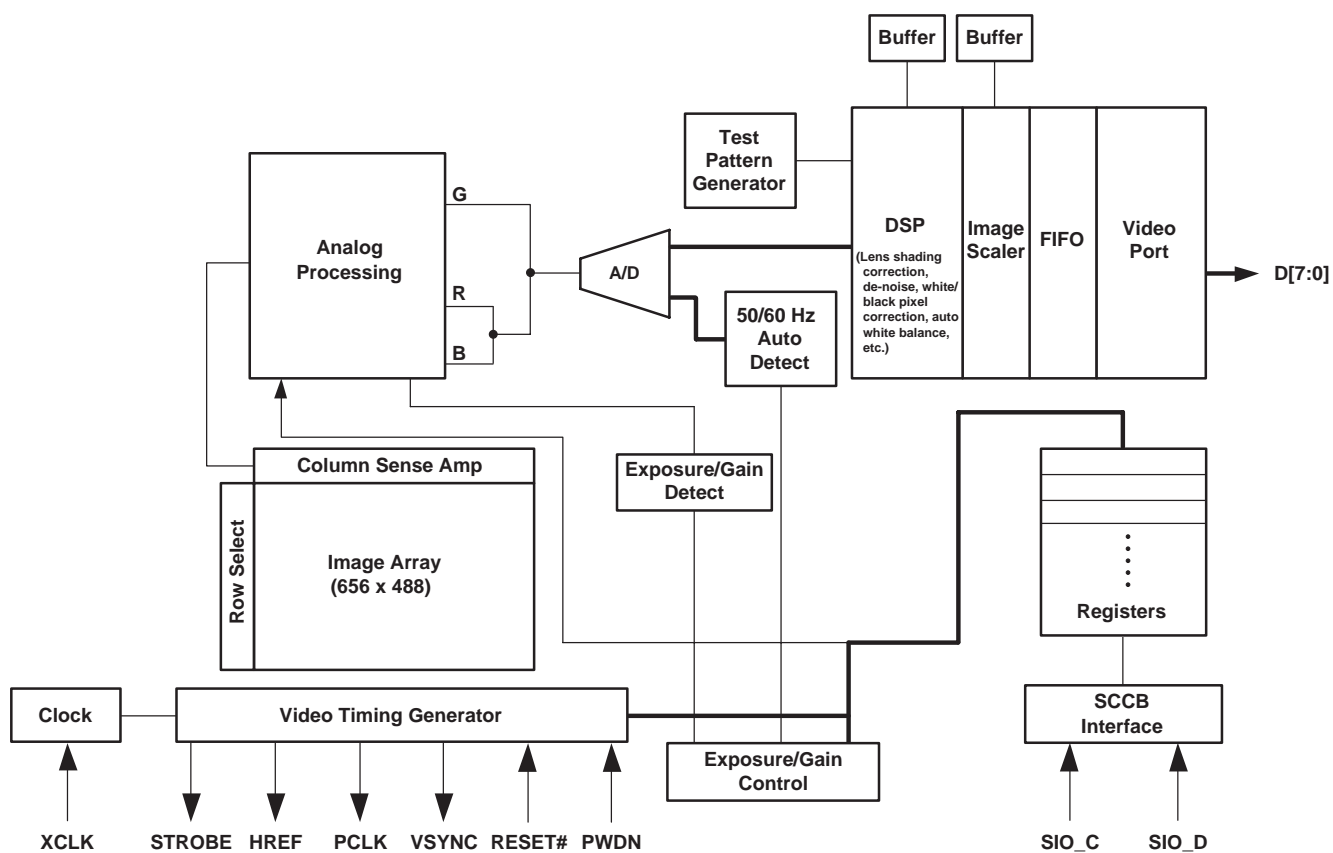 Buffer
Buffer
Test
Pattern
Generator
DSP
(Lens shading
correction,
de-noise, white/
black pixel
correction, auto
white balance,
etc.)
Image
Scaler
FIFO
Video
Port
D[7:0]
Analog
Processing
G
R
B
A/D
50/60 Hz
Auto
Detect
Column Sense Amp
Row Select
Image Array
(656 x 488)
Exposure/Gain
Detect
Registers
Clock
Video Timing Generator
Exposure/Gain
Control
SCCB
Interface
XCLK
STROBE
HREF
PCLK
VSYNC
RESET#
PWDN
SIO_C
SIO_D